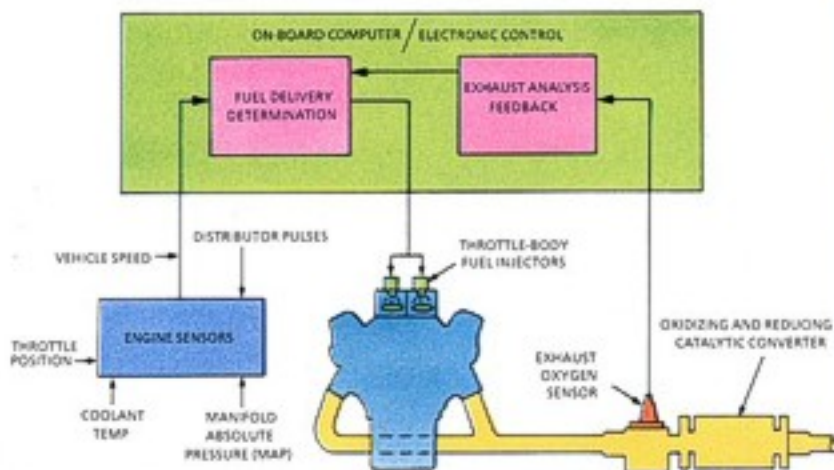 ON-BOARD COMPUTER / ELECTRONIC CONTROL
FUEL DELIVERY
DETERMINATION
EXHAUST ANALYSIS
FEEDBACK
DISTRIBUTOR PULSES
VEHICLE SPEED
THROTTLE-BODY
FUEL INJECTORS
ENGINE SENSORS
THROTTLE
POSITION
COOLANT
TEMP
MANIFOLD
ABSOLUTE
PRESSURE (MAP)
EXHAUST
OXYGEN
SENSOR
OXIDIZING AND REDUCING
CATALYTIC CONVERTER